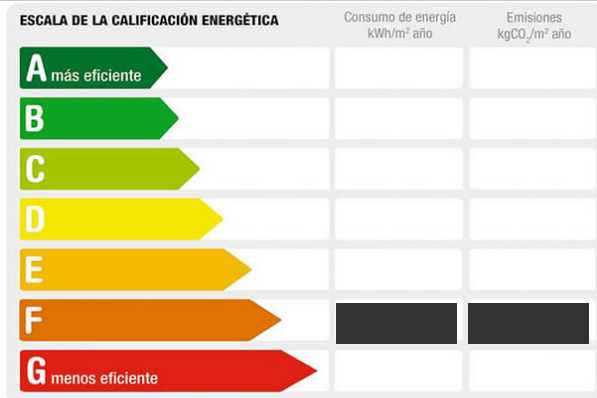 ESCALA DE LA CALIFICACIÓN ENERGÉTICA
Consumo de energía
kWh/m² año
Emisiones
kgCO₂/m² año
A más eficiente
B
C
D
E
F
G menos eficiente